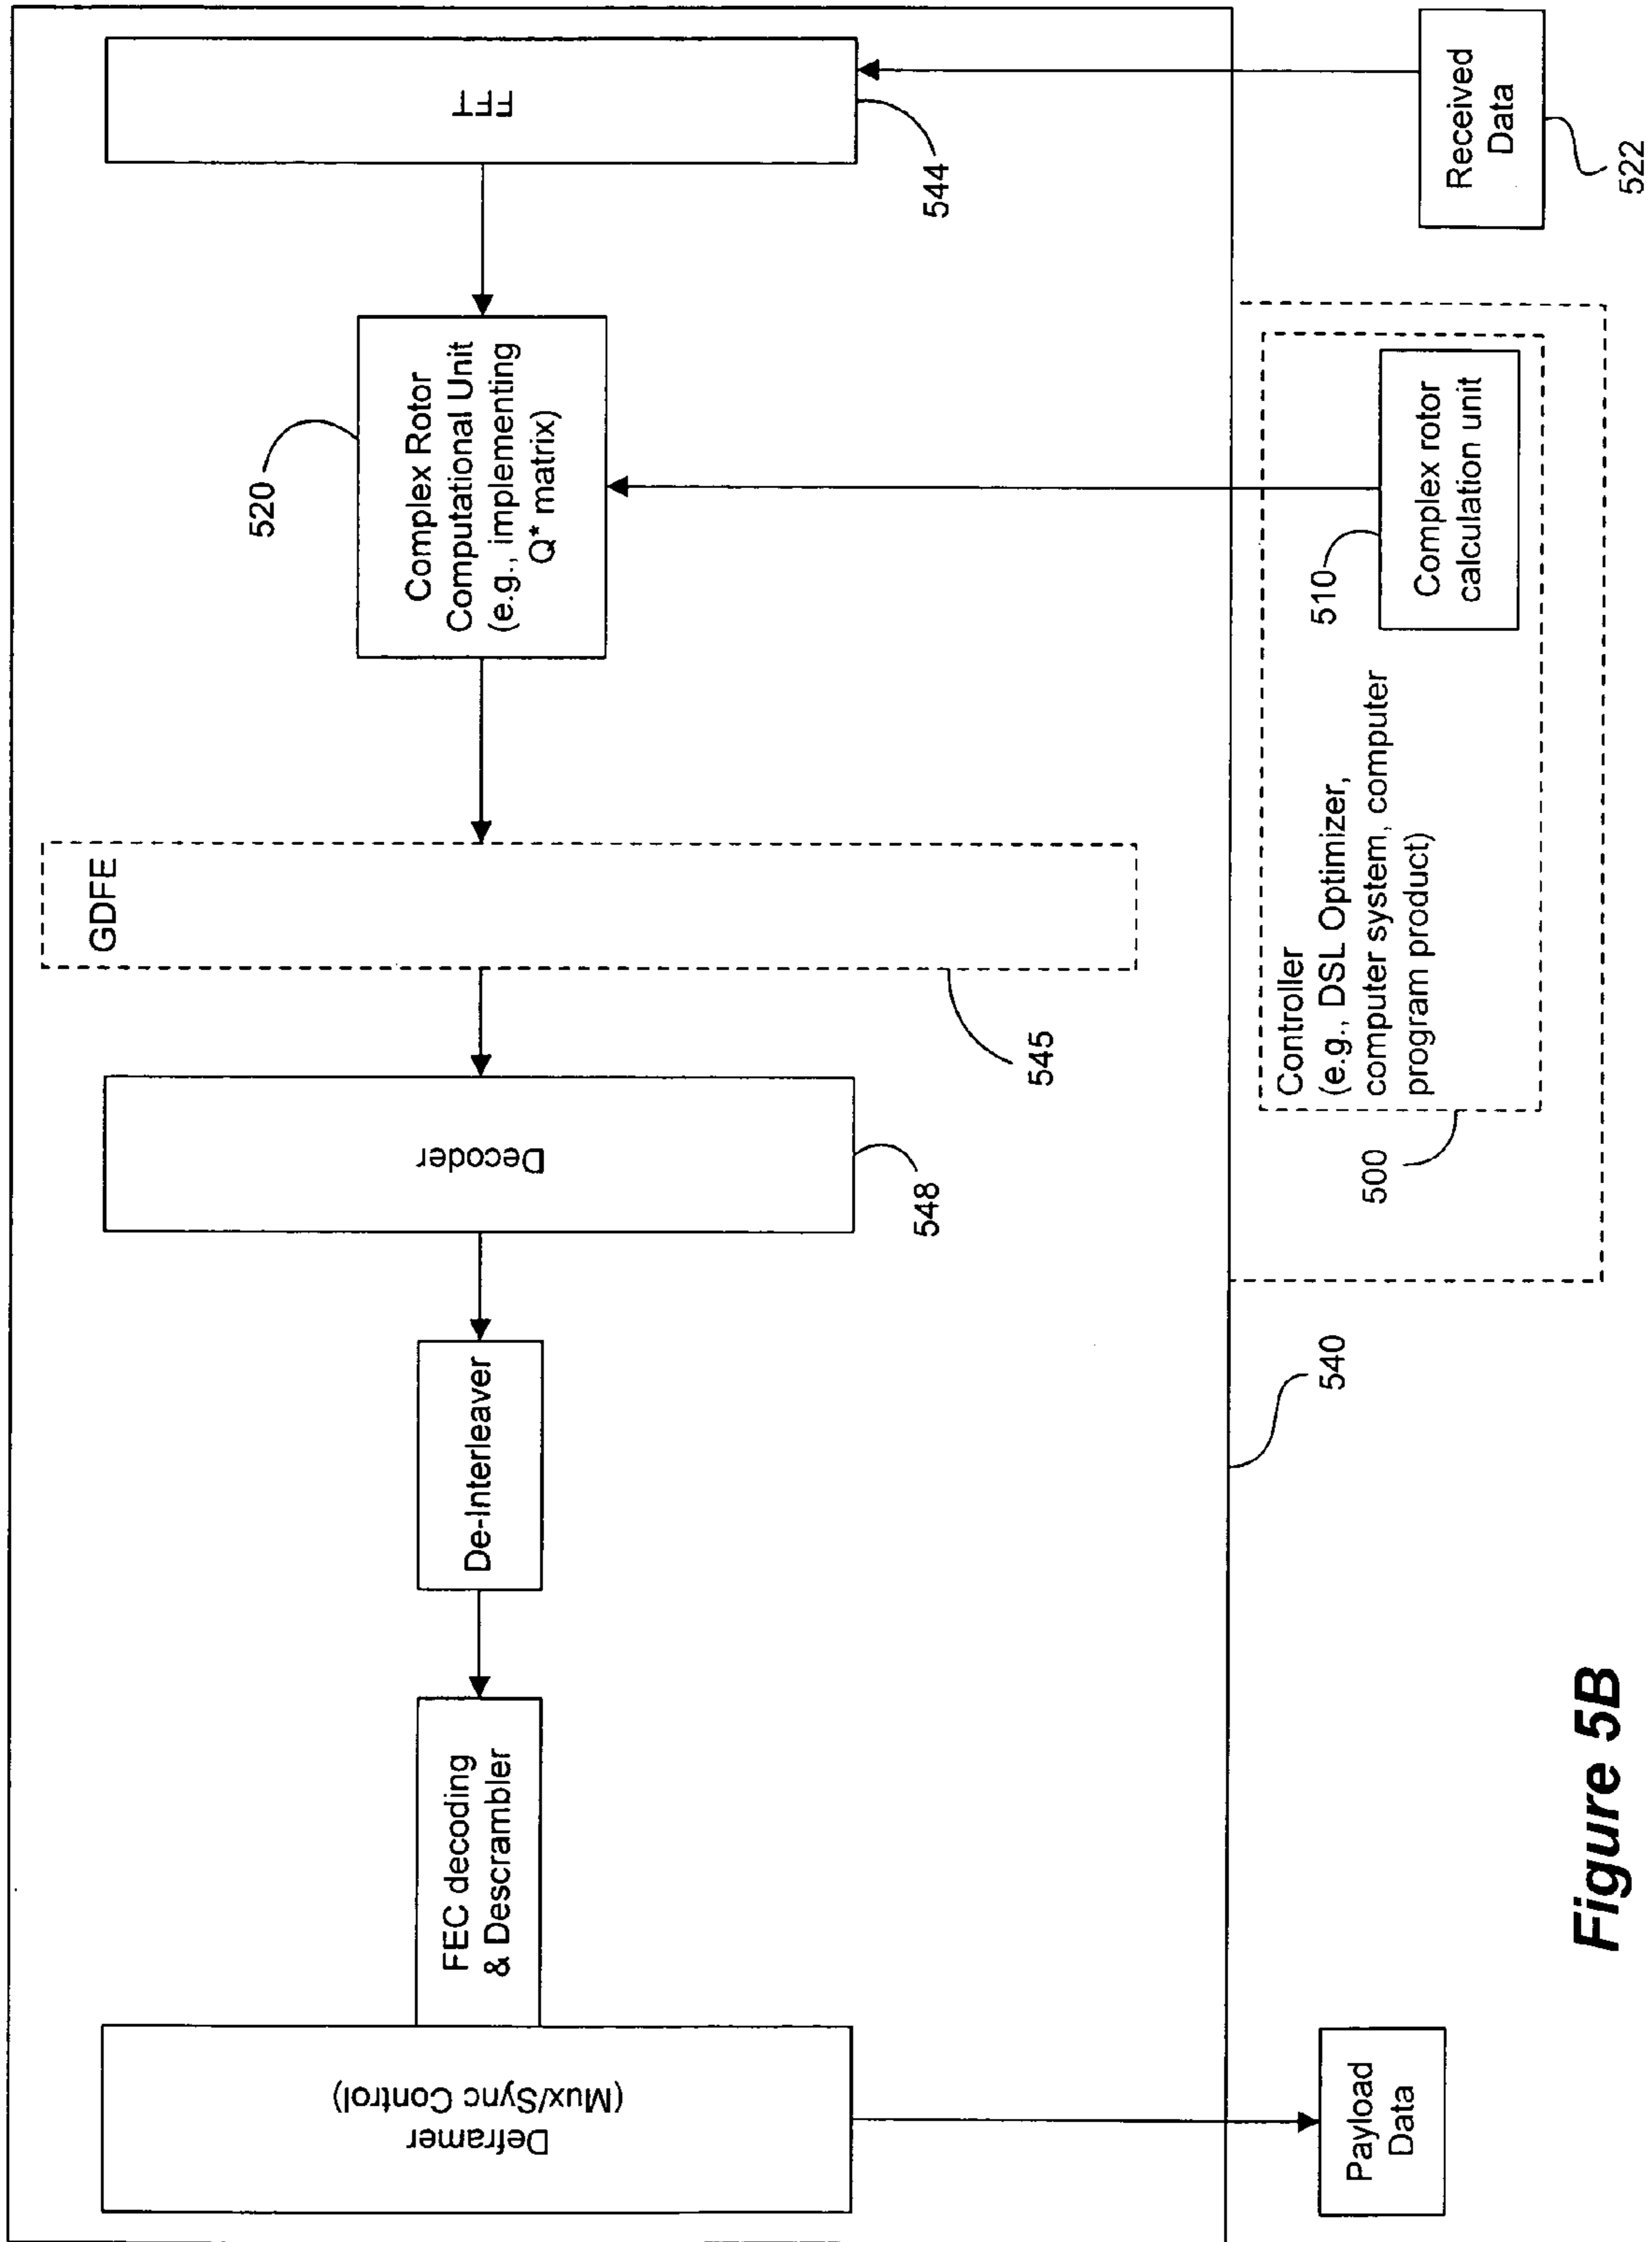 Deframer
(Mux/Sync Control)
FEC decoding
& Descrambler
De-Interleaver
Decoder
548
GDFE
545
520
Complex Rotor
Computational Unit
(e.g., implementing
Q* matrix)
FFT
544
Payload
Data
540
Controller
(e.g., DSL Optimizer,
computer system, computer
program product)
500
510
Complex rotor
calculation unit
Received
Data
522
Figure 5B